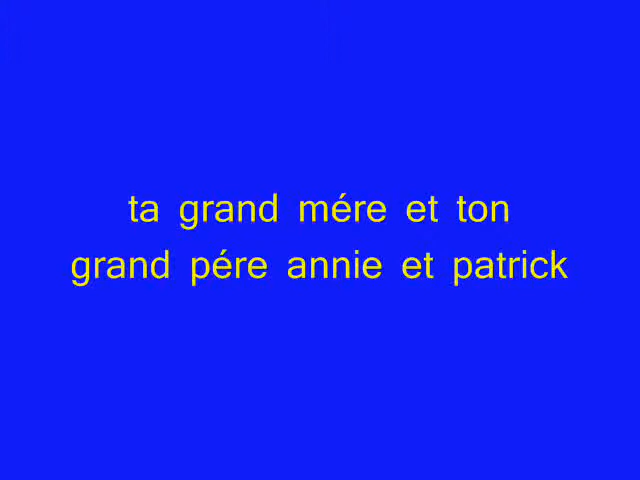 ta grand mére et ton
grand pére annie et patrick